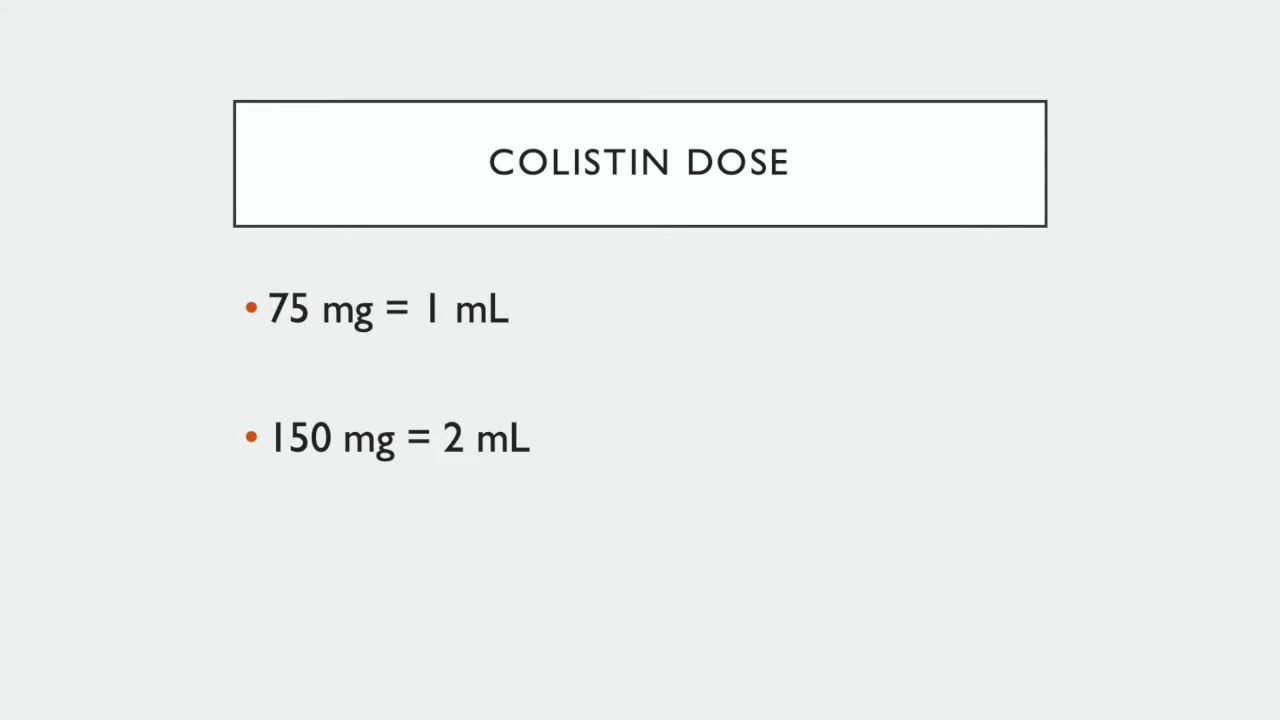 COLISTIN DOSE
• 75 mg = 1 mL
• 150 mg = 2 mL